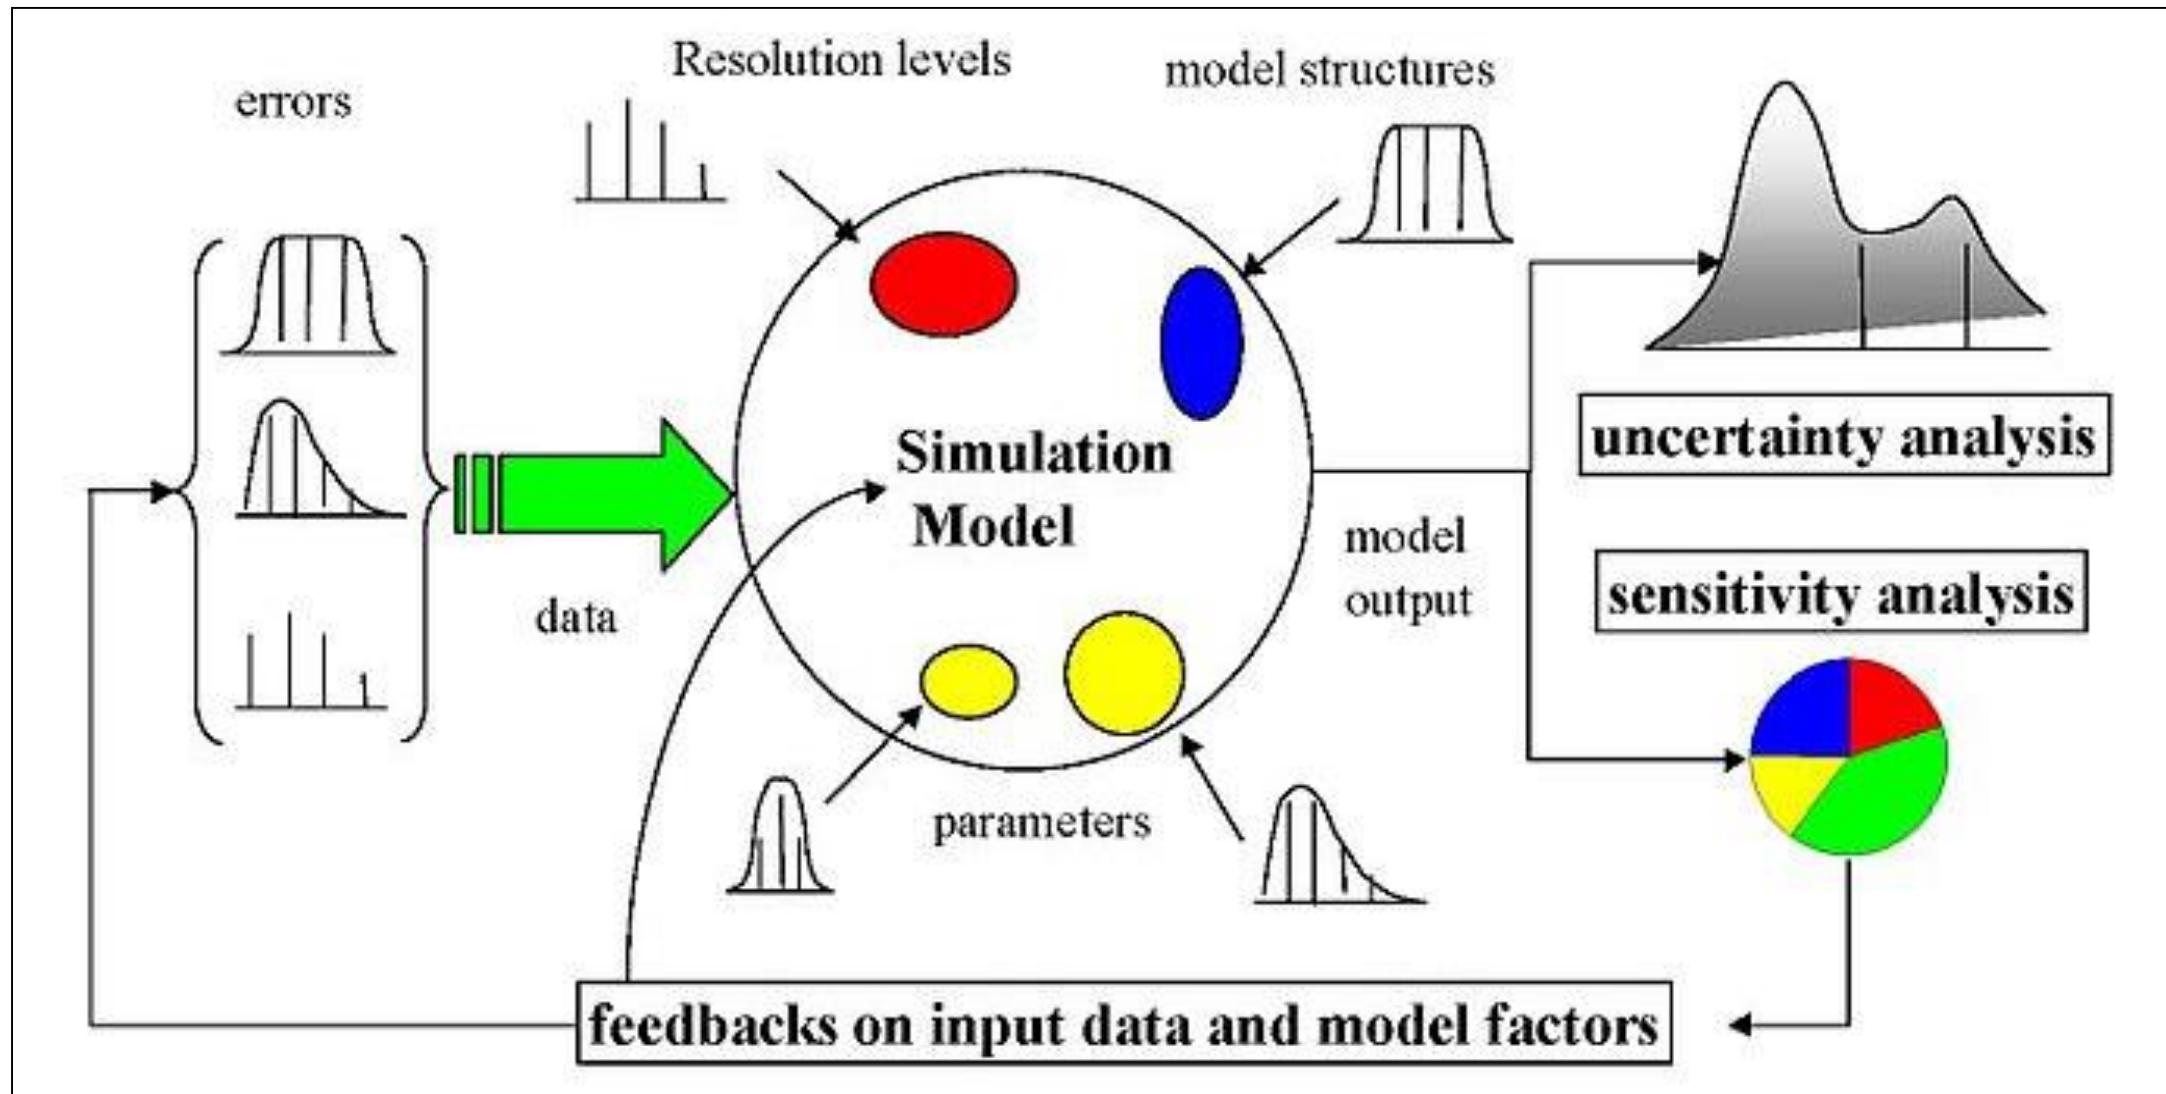 errors
Resolution levels
model structures
uncertainty analysis
Simulation
Model
data
model
output
sensitivity analysis
parameters
feedbacks on input data and model factors